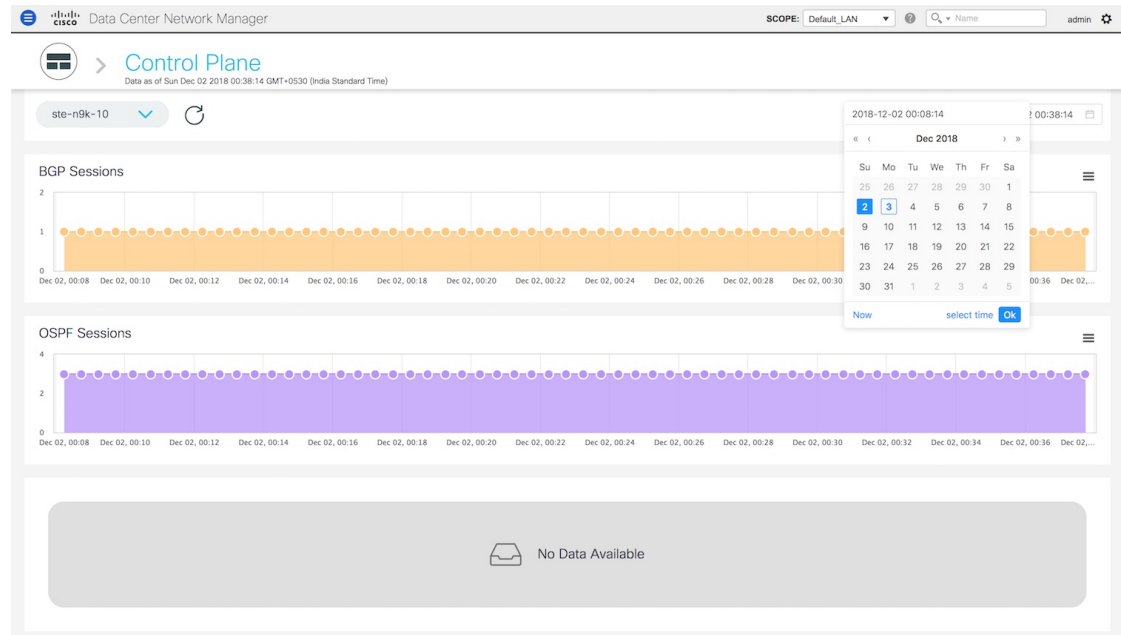 cisco Data Center Network Manager
SCOPE: Default_LAN
Name
admin
Control Plane
Data as of Sun Dec 02 2018 00:38:14 GMT+0530 (India Standard Time)
ste-n9k-10
2018-12-02 00:08:14
00:38:14
« ‹ Dec 2018 › »
Su Mo Tu We Th Fr Sa
25 26 27 28 29 30 1
2 3 4 5 6 7 8
9 10 11 12 13 14 15
16 17 18 19 20 21 22
23 24 25 26 27 28 29
30 31 1 2 3 4 5
Now select time Ok
BGP Sessions
2
1
0
Dec 02, 00:08 Dec 02, 00:10 Dec 02, 00:12 Dec 02, 00:14 Dec 02, 00:16 Dec 02, 00:18 Dec 02, 00:20 Dec 02, 00:22 Dec 02, 00:24 Dec 02, 00:26 Dec 02, 00:28 Dec 02, 00:30 00:36 Dec 02,...
OSPF Sessions
4
2
0
Dec 02, 00:08 Dec 02, 00:10 Dec 02, 00:12 Dec 02, 00:14 Dec 02, 00:16 Dec 02, 00:18 Dec 02, 00:20 Dec 02, 00:22 Dec 02, 00:24 Dec 02, 00:26 Dec 02, 00:28 Dec 02, 00:30 Dec 02, 00:32 Dec 02, 00:34 Dec 02, 00:36 Dec 02,...
No Data Available